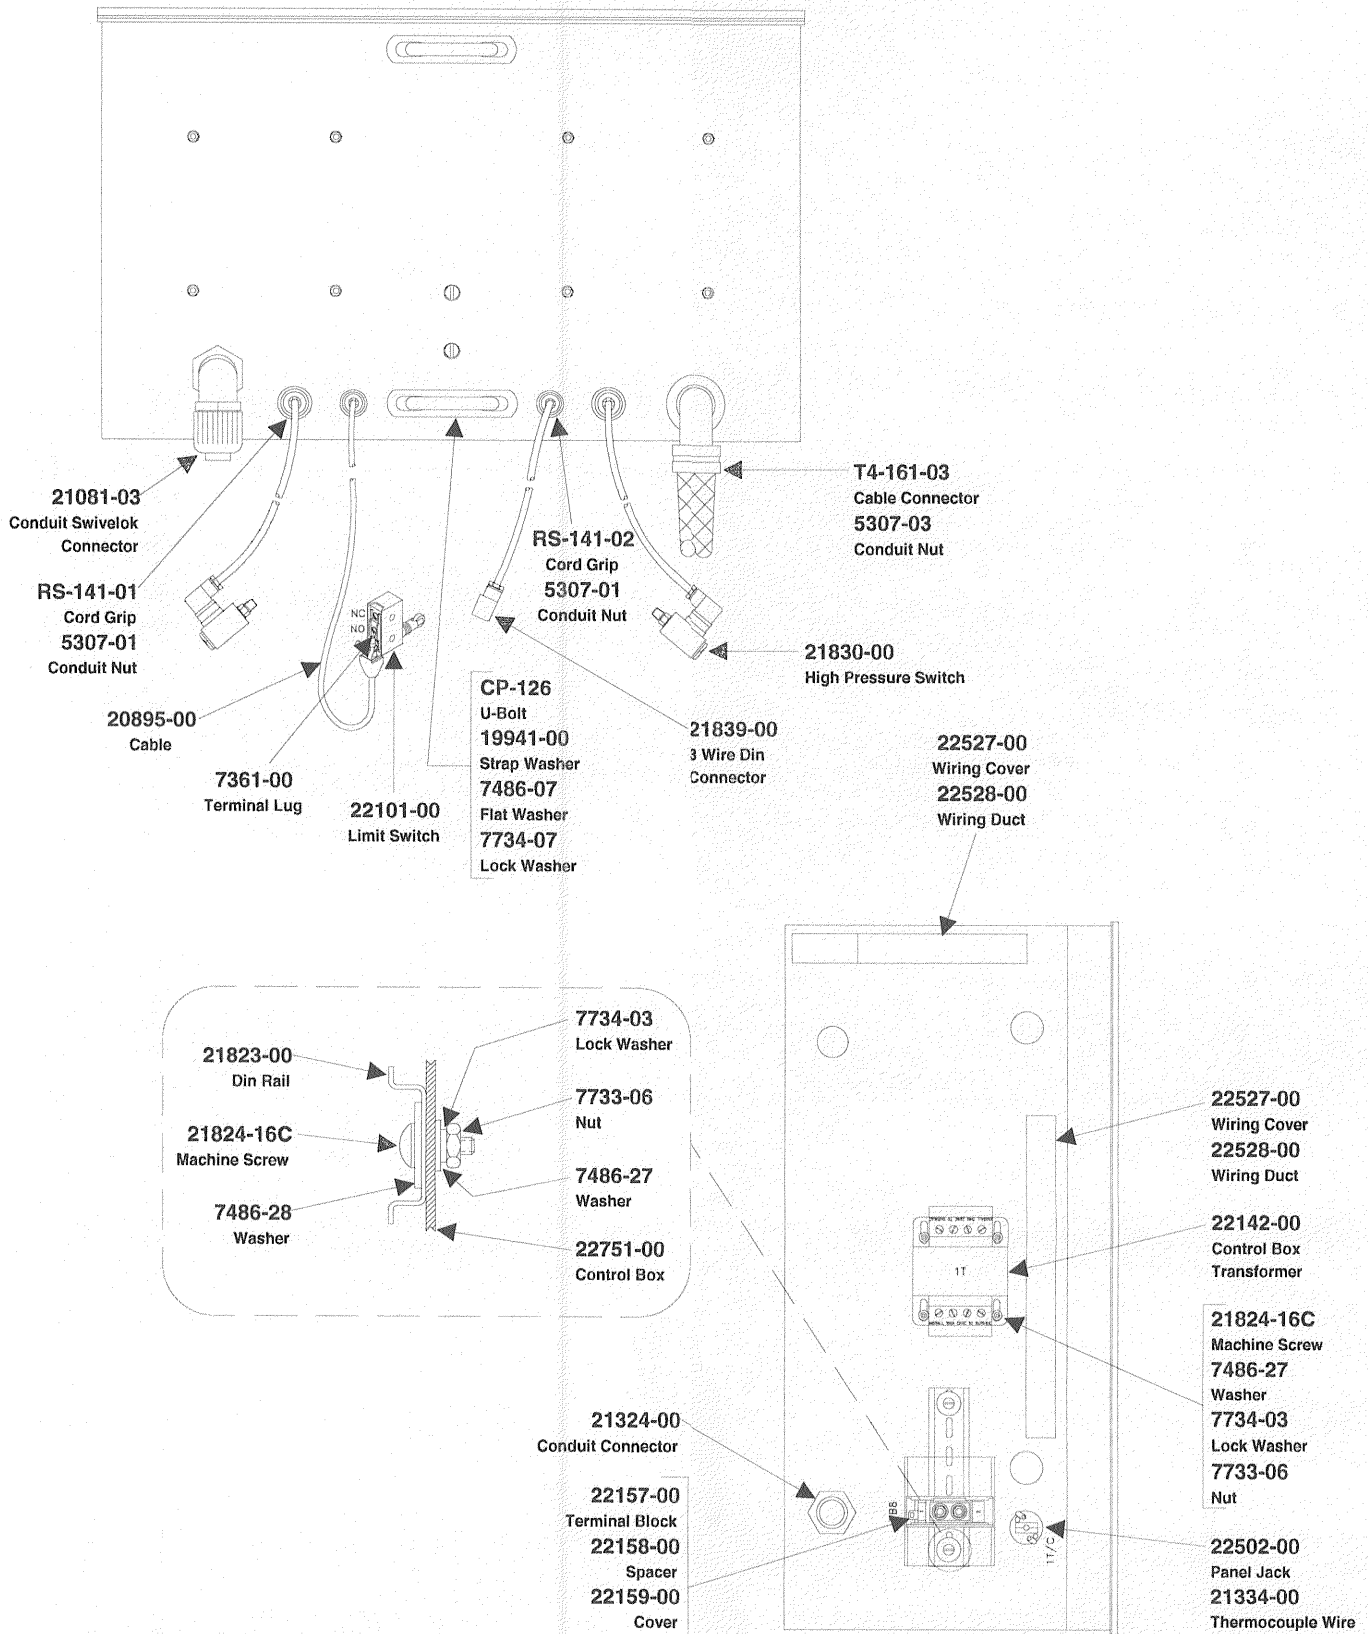 21081-03
Conduit Swivelok
Connector
RS-141-01
Cord Grip
5307-01
Conduit Nut
20895-00
Cable
7361-00
Terminal Lug
NC
NO
22101-00
Limit Switch
CP-126
U-Bolt
19941-00
Strap Washer
7486-07
Flat Washer
7734-07
Lock Washer
RS-141-02
Cord Grip
5307-01
Conduit Nut
21839-00
3 Wire Din
Connector
T4-161-03
Cable Connector
5307-03
Conduit Nut
21830-00
High Pressure Switch
22527-00
Wiring Cover
22528-00
Wiring Duct
21823-00
Din Rail
21824-16C
Machine Screw
7486-28
Washer
7734-03
Lock Washer
7733-06
Nut
7486-27
Washer
22751-00
Control Box
22527-00
Wiring Cover
22528-00
Wiring Duct
22142-00
Control Box
Transformer
1T
21824-16C
Machine Screw
7486-27
Washer
7734-03
Lock Washer
7733-06
Nut
21324-00
Conduit Connector
22157-00
Terminal Block
22158-00
Spacer
22159-00
Cover
1T/C
22502-00
Panel Jack
21334-00
Thermocouple Wire